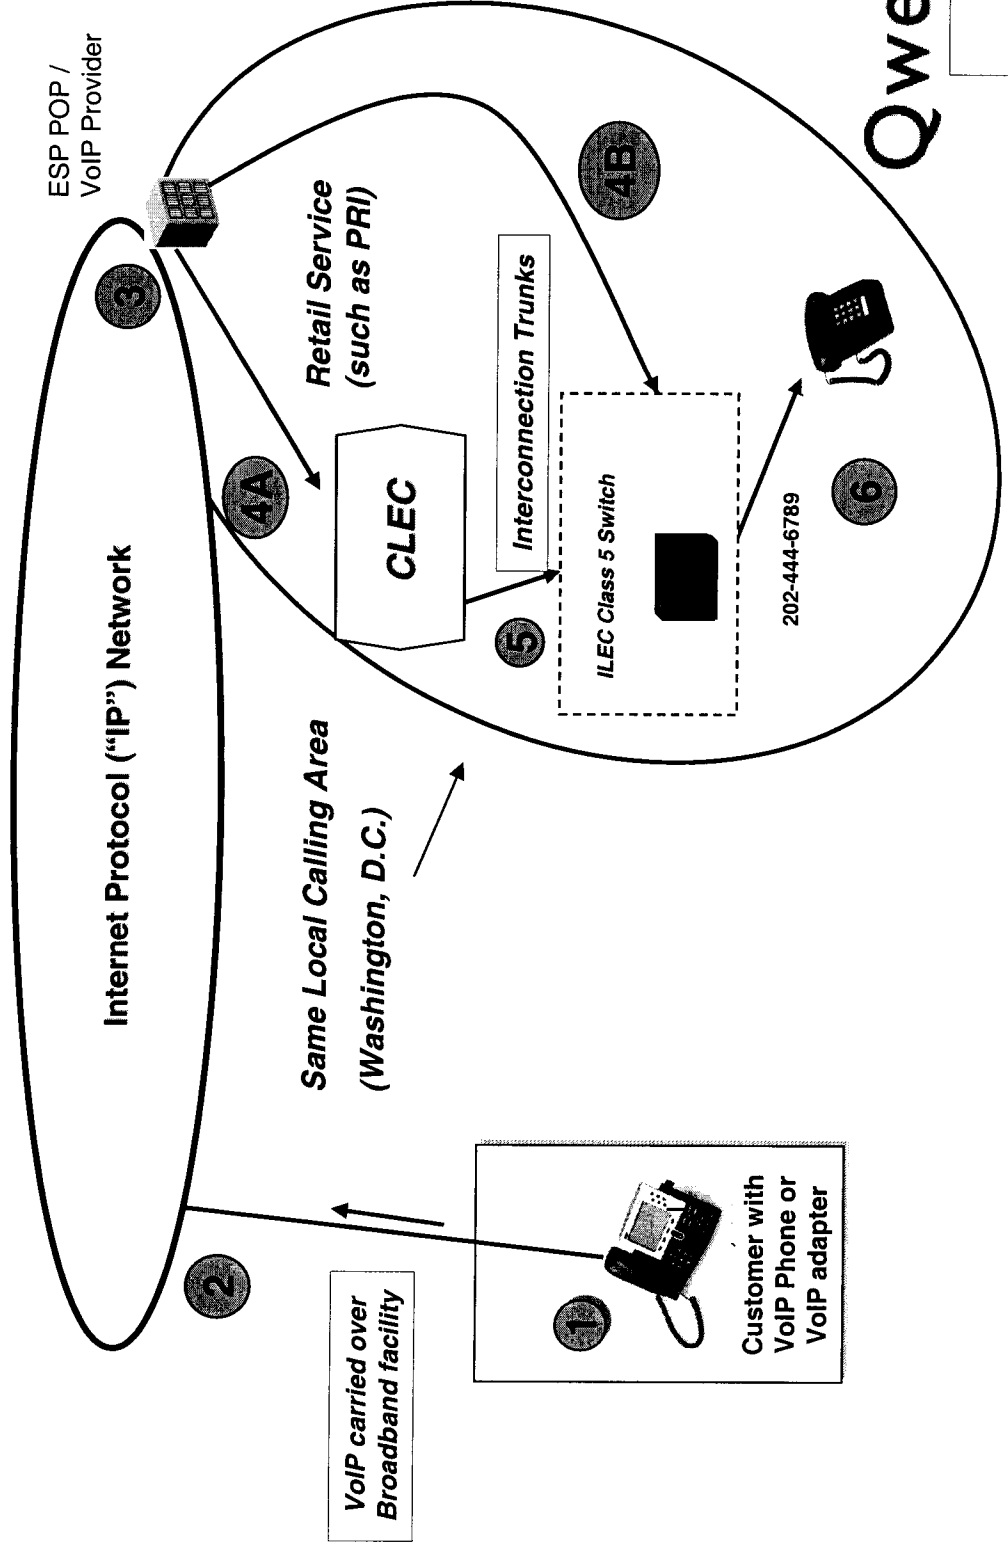 ESP POP /
VoIP Provider
3
Internet Protocol ("IP") Network
2
4A
Retail Service
(such as PRI)
4B
CLEC
Same Local Calling Area
(Washington, D.C.)
VoIP carried over
Broadband facility
Interconnection Trunks
5
ILEC Class 5 Switch
1
Customer with
VoIP Phone or
VoIP adapter
202-444-6789
6
Qwe